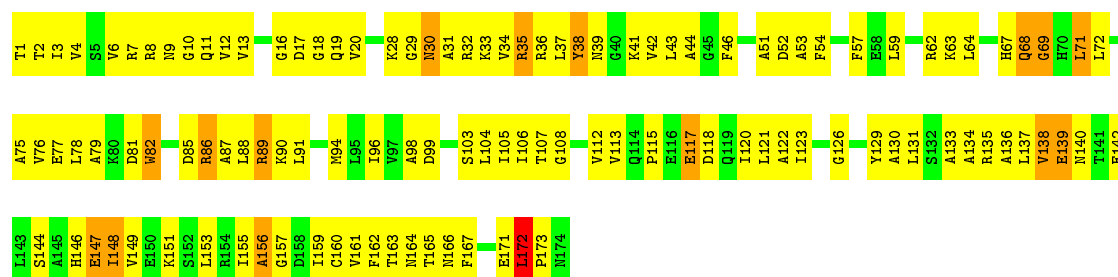 T1 T2 I3 V4 S5 V6 R7 R8 N9 G10 Q11 V12 V13 G16 D17 G18 Q19 V20 K28 G29 N30 A31 R32 K33 V34 R35 R36 L37 Y38 N39 G40 K41 V42 L43 A44 G45 F46 A51 D52 A53 F54 F57 E58 L59 R62 K63 L64 H67 Q68 G69 H70 L71 L72
A75 V76 E77 L78 A79 K80 D81 W82 D85 R86 A87 L88 R89 K90 L91 M94 L95 I96 V97 A98 D99 S103 L104 I105 I106 T107 G108 V112 V113 Q114 P115 E116 E117 D118 Q119 I120 L121 A122 I123 G126 Y129 A130 L131 S132 A133 A134 R135 A136 L137 V138 E139 N140 T141 E142
L143 S144 A145 H146 E147 I148 V149 E150 K151 S152 L153 R154 I155 A156 G157 D158 I159 C160 V161 F162 T163 N164 T165 N166 F167 E171 L172 P173 N174